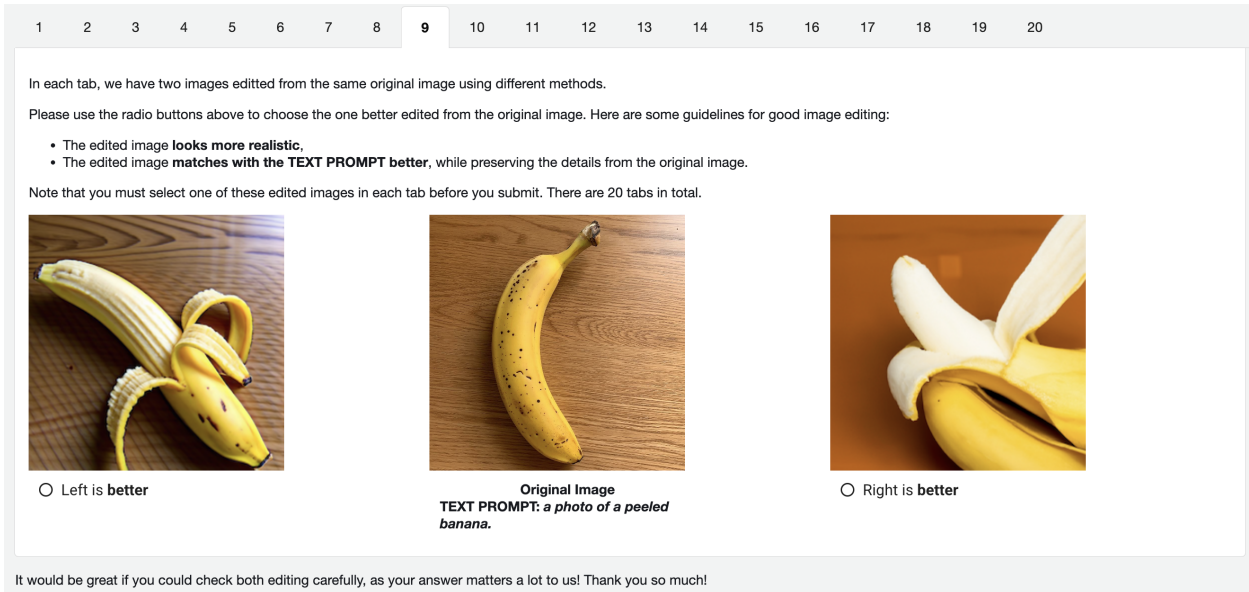 1 2 3 4 5 6 7 8 9 10 11 12 13 14 15 16 17 18 19 20
In each tab, we have two images editted from the same original image using different methods.
Please use the radio buttons above to choose the one better edited from the original image. Here are some guidelines for good image editing:
• The edited image looks more realistic,
• The edited image matches with the TEXT PROMPT better, while preserving the details from the original image.
Note that you must select one of these edited images in each tab before you submit. There are 20 tabs in total.
Left is better
Original Image
TEXT PROMPT: a photo of a peeled
banana.
Right is better
It would be great if you could check both editing carefully, as your answer matters a lot to us! Thank you so much!